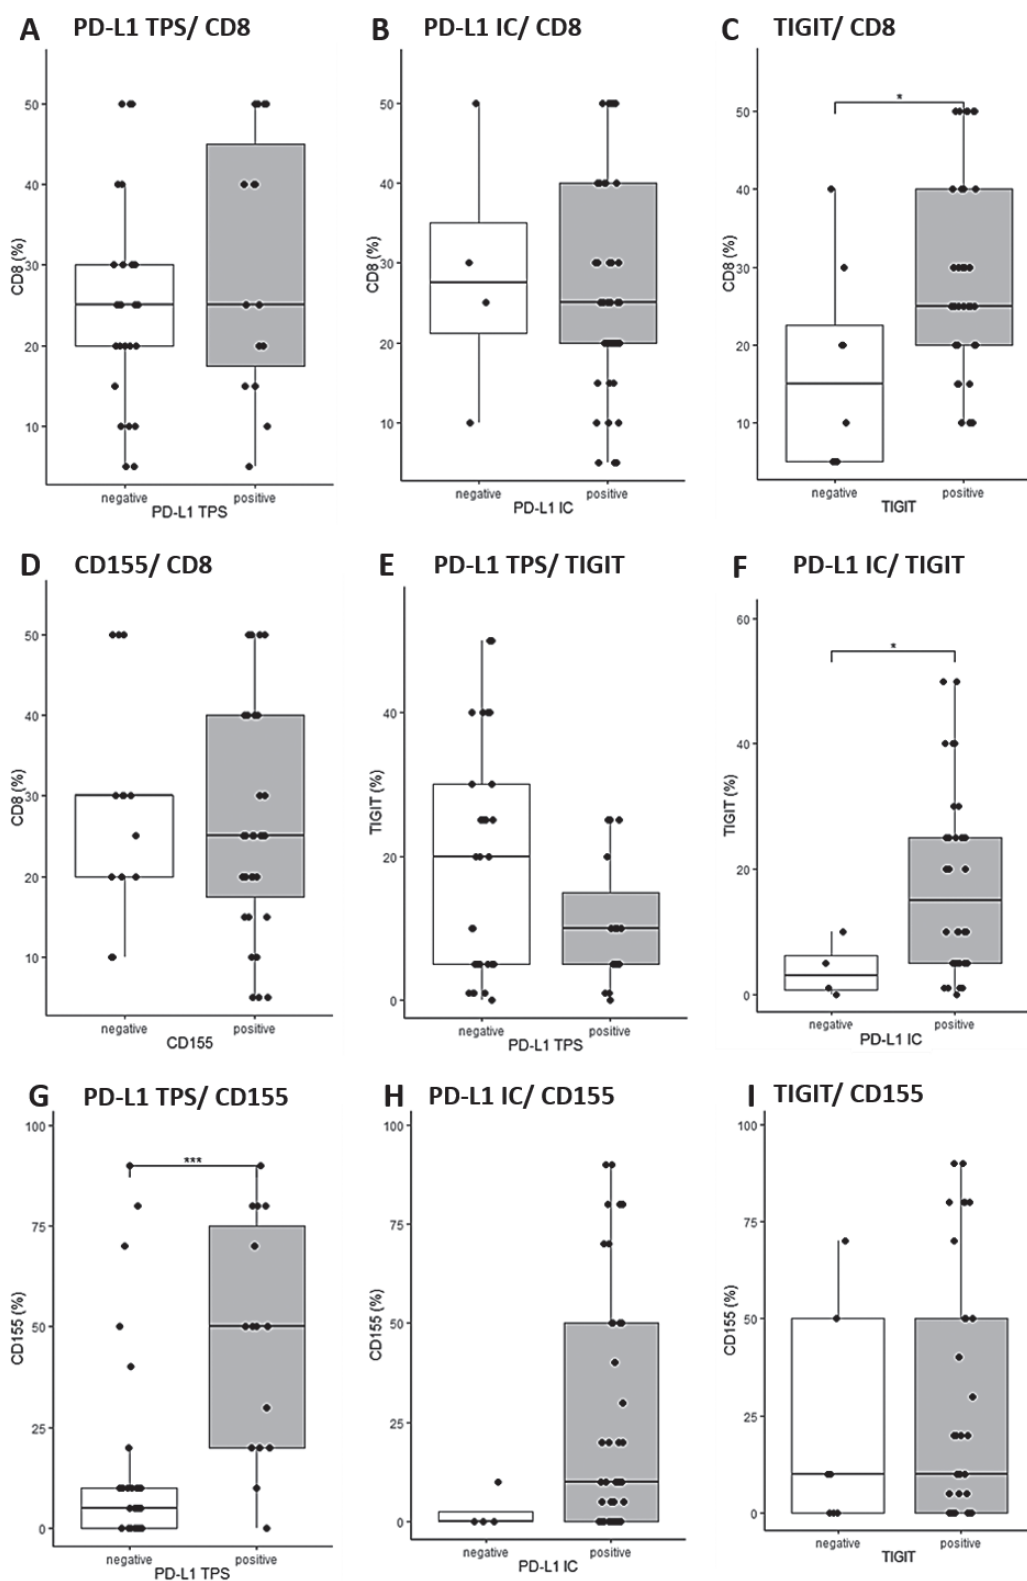 A PD-L1 TPS/ CD8
B PD-L1 IC/ CD8
C TIGIT/ CD8
CD8 (%)
50
40
30
20
10
negative positive
PD-L1 TPS
CD8 (%)
50
40
30
20
10
negative positive
PD-L1 IC
CD8 (%)
50
40
30
20
10
*
negative positive
TIGIT
D CD155/ CD8
E PD-L1 TPS/ TIGIT
F PD-L1 IC/ TIGIT
CD8 (%)
50
40
30
20
10
negative positive
CD155
TIGIT (%)
40
20
0
negative positive
PD-L1 TPS
TIGIT (%)
60
40
20
0
*
negative positive
PD-L1 IC
G PD-L1 TPS/ CD155
H PD-L1 IC/ CD155
I TIGIT/ CD155
CD155 (%)
100
75
50
25
0
***
negative positive
PD-L1 TPS
CD155 (%)
100
75
50
25
0
negative positive
PD-L1 IC
CD155 (%)
100
75
50
25
0
negative positive
TIGIT